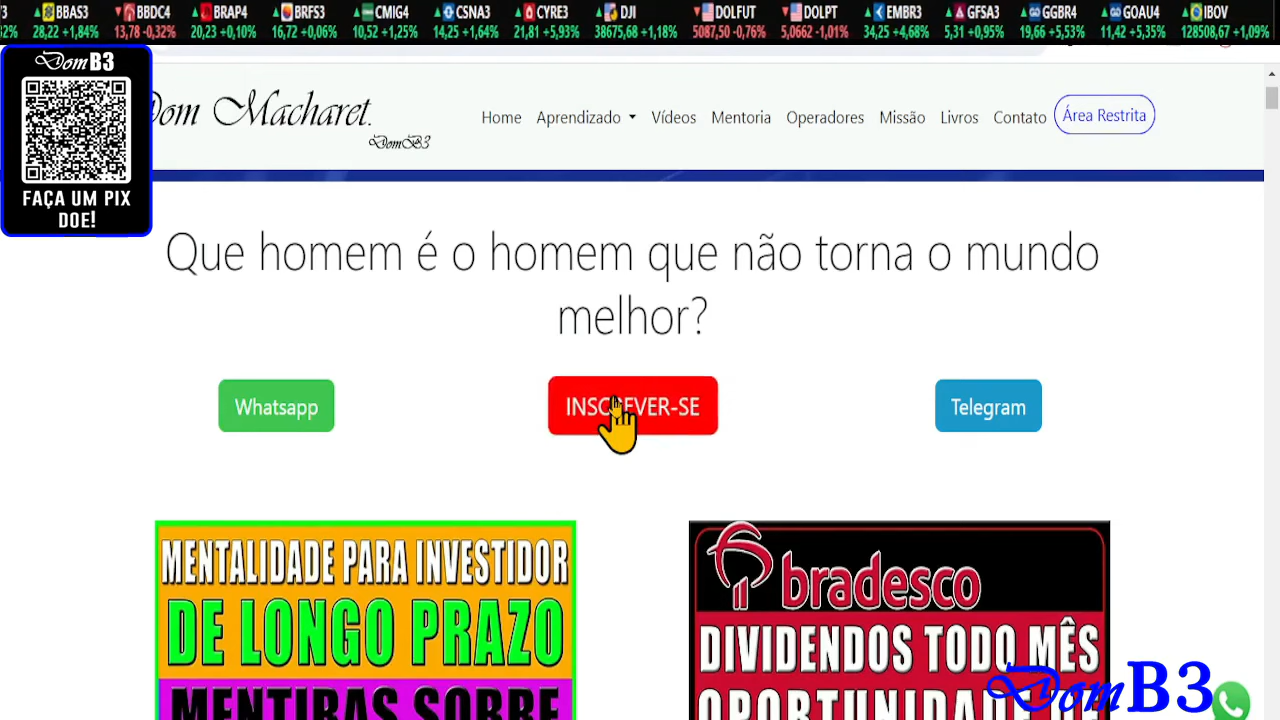 3 BBAS3 BBDC4 BRAP4 BRFS3 CMIG4 CSNA3 CYRE3 DJI DOLFUT DOLPT EMBR3 GFSA3 GGBR4 GOAU4 IBOV
2% 28,22 +1,84% 13,78 -0,32% 20,23 +0,10% 16,72 +0,06% 10,52 +1,25% 14,25 +1,64% 21,81 +5,93% 38675,68 +1,18% 5087,50 -0,76% 5,0662 -1,01% 34,25 +4,68% 5,31 +0,95% 19,66 +5,53% 11,42 +5,35% 128508,67 +1,09%
DomB3
FAÇA UM PIX
DOE!
Dom Macharet.
DomB3
Home Aprendizado Vídeos Mentoria Operadores Missão Livros Contato Área Restrita
Que homem é o homem que não torna o mundo
melhor?
Whatsapp INSCREVER-SE Telegram
MENTALIDADE PARA INVESTIDOR
DE LONGO PRAZO
MENTIRAS SOBRE
bradesco
DIVIDENDOS TODO MÊS
OPORTUNIDADE DE
DomB3